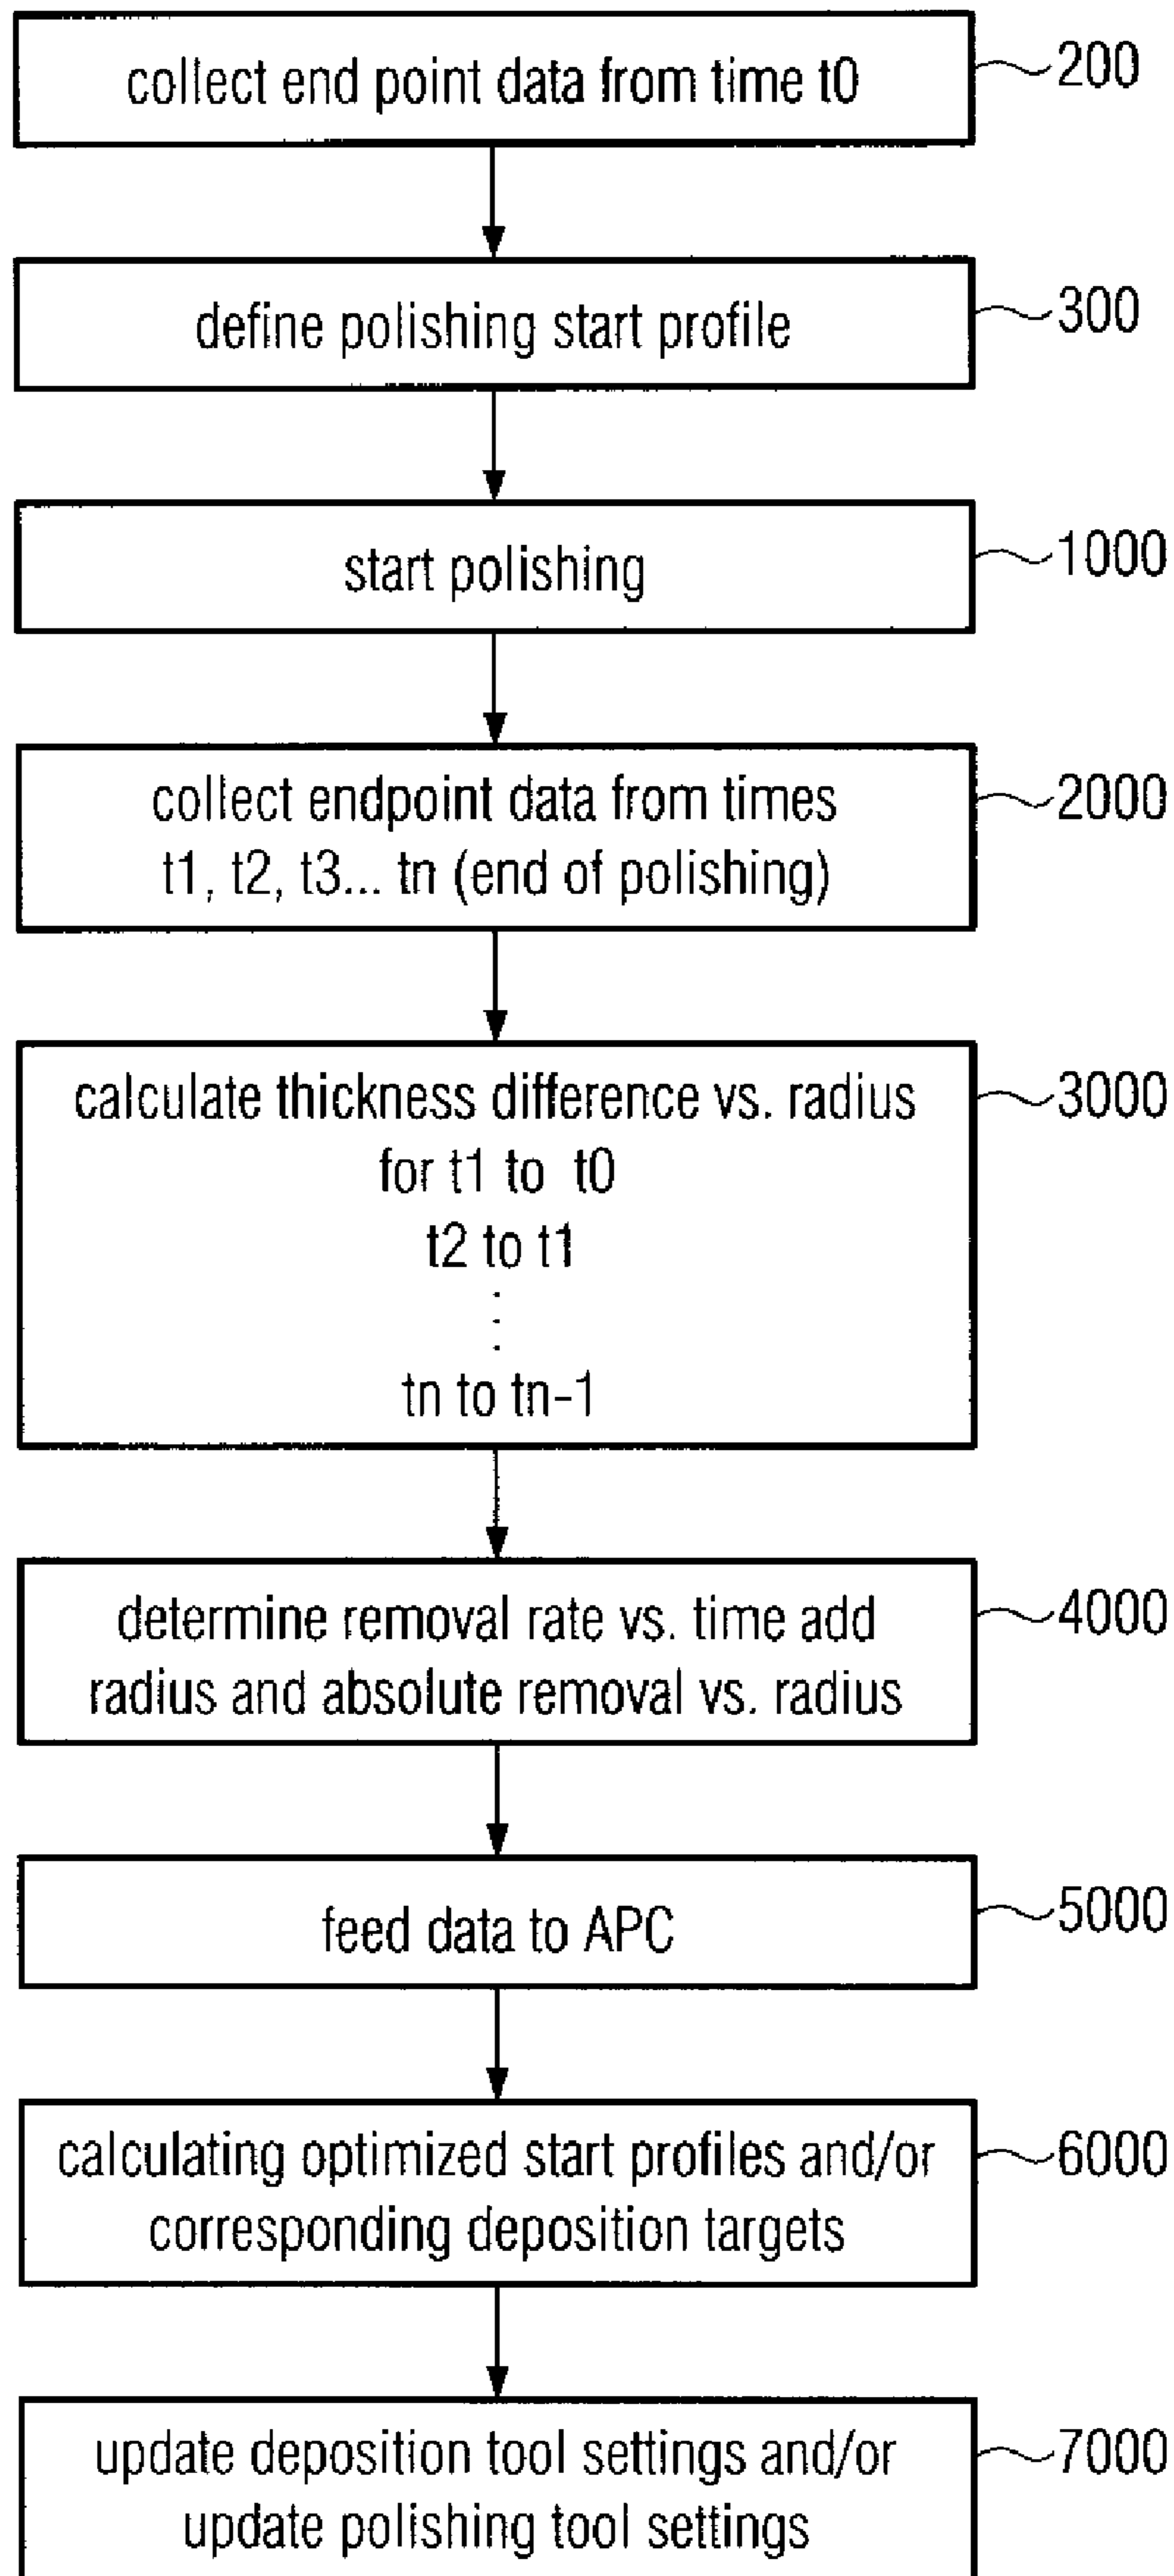 collect end point data from time t0
200
define polishing start profile
300
start polishing
1000
collect endpoint data from times
t1, t2, t3... tn (end of polishing)
2000
calculate thickness difference vs. radius
for t1 to t0
t2 to t1
.
.
.
tn to tn-1
3000
determine removal rate vs. time add
radius and absolute removal vs. radius
4000
feed data to APC
5000
calculating optimized start profiles and/or
corresponding deposition targets
6000
update deposition tool settings and/or
update polishing tool settings
7000